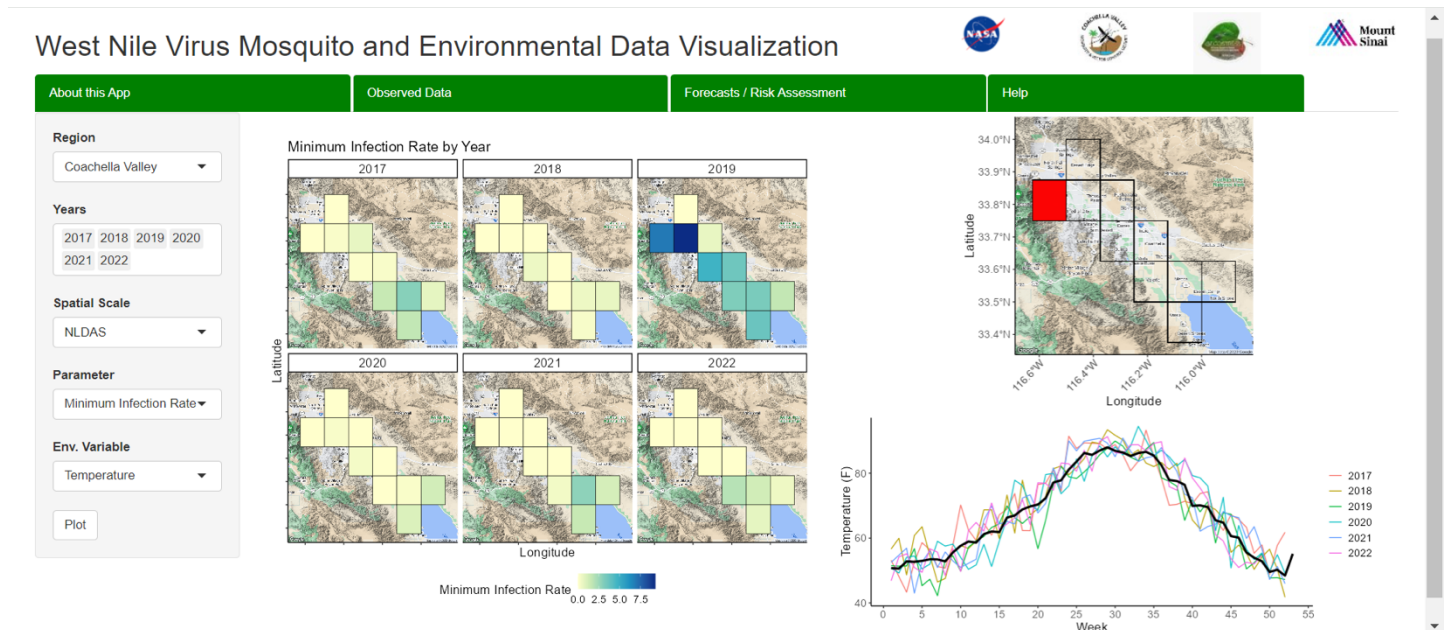 West Nile Virus Mosquito and Environmental Data Visualization
NASA
COACHELLA VALLEY
Mount
Sinai
About this App
Observed Data
Forecasts / Risk Assessment
Help
Region
Coachella Valley
Years
2017 2018 2019 2020
2021 2022
Spatial Scale
NLDAS
Parameter
Minimum Infection Rate
Env. Variable
Temperature
Plot
Minimum Infection Rate by Year
2017
2018
2019
2020
2021
2022
Latitude
Longitude
Minimum Infection Rate
0.0 2.5 5.0 7.5
34.0°N
33.9°N
33.8°N
33.7°N
33.6°N
33.5°N
33.4°N
Latitude
116.6°W
116.4°W
116.2°W
116.0°W
Longitude
Temperature (F)
80
60
40
0 5 10 15 20 25 30 35 40 45 50 55
Week
2017
2018
2019
2020
2021
2022